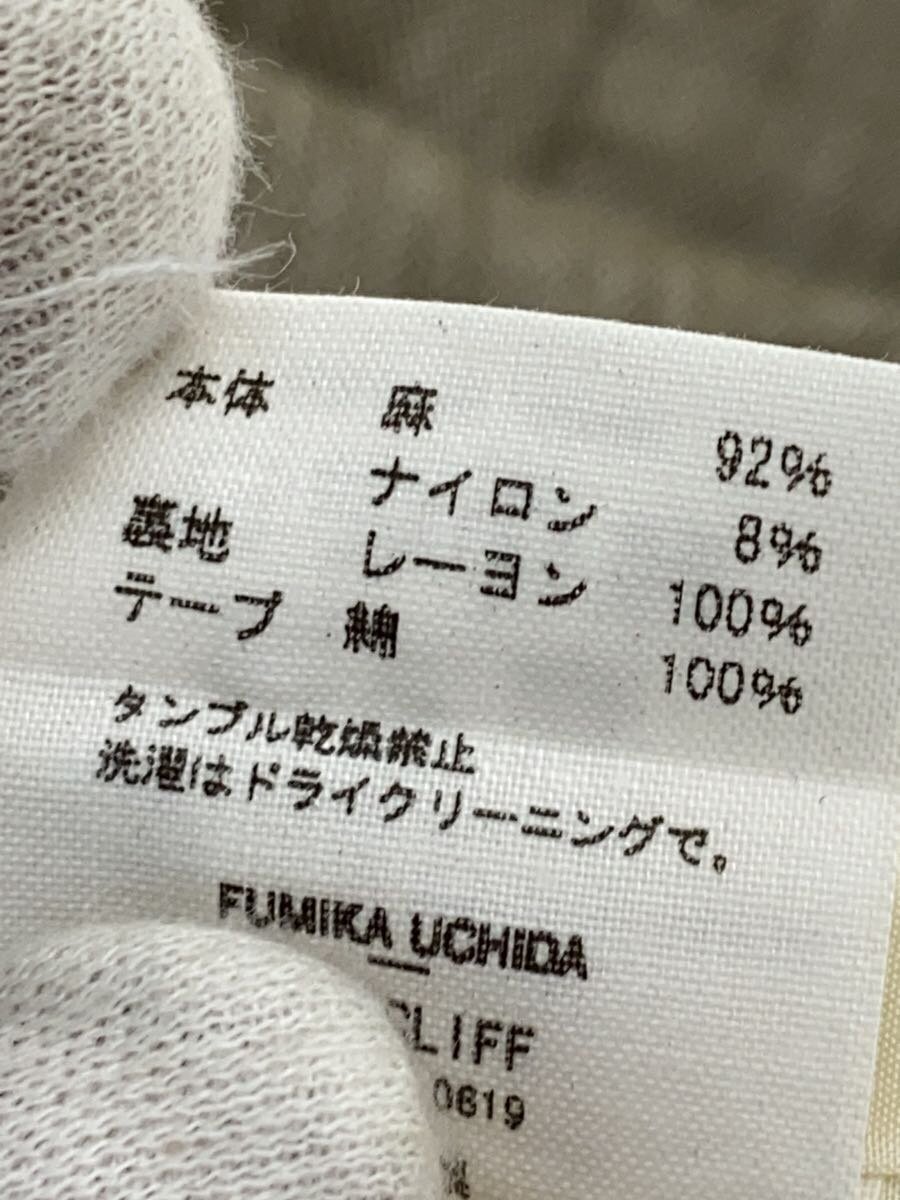 本体 麻 92%
ナイロン 8%
裏地 レーヨン 100%
テープ 綿 100%
タンブル乾燥禁止
洗濯はドライクリーニングで。
FUMIKA_UCHIDA
CLIFF
0619